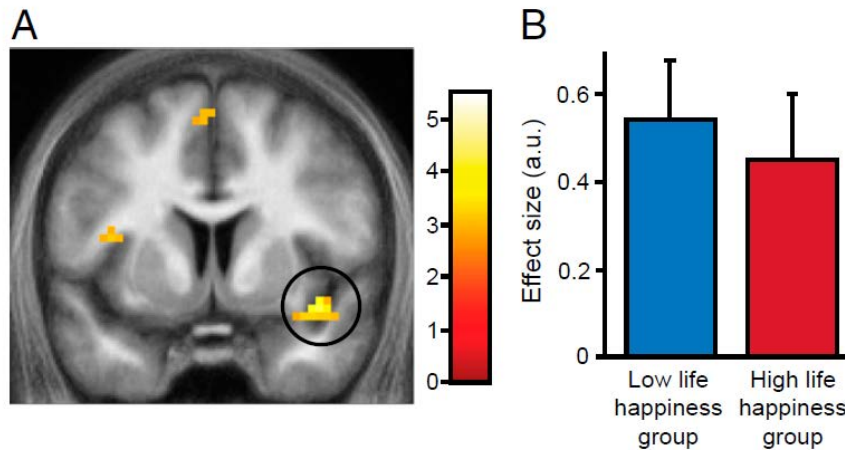 A
5
4
3
2
1
0
B
Effect size (a.u.)
0.6
0.4
0.2
0
Low life
happiness
group
High life
happiness
group